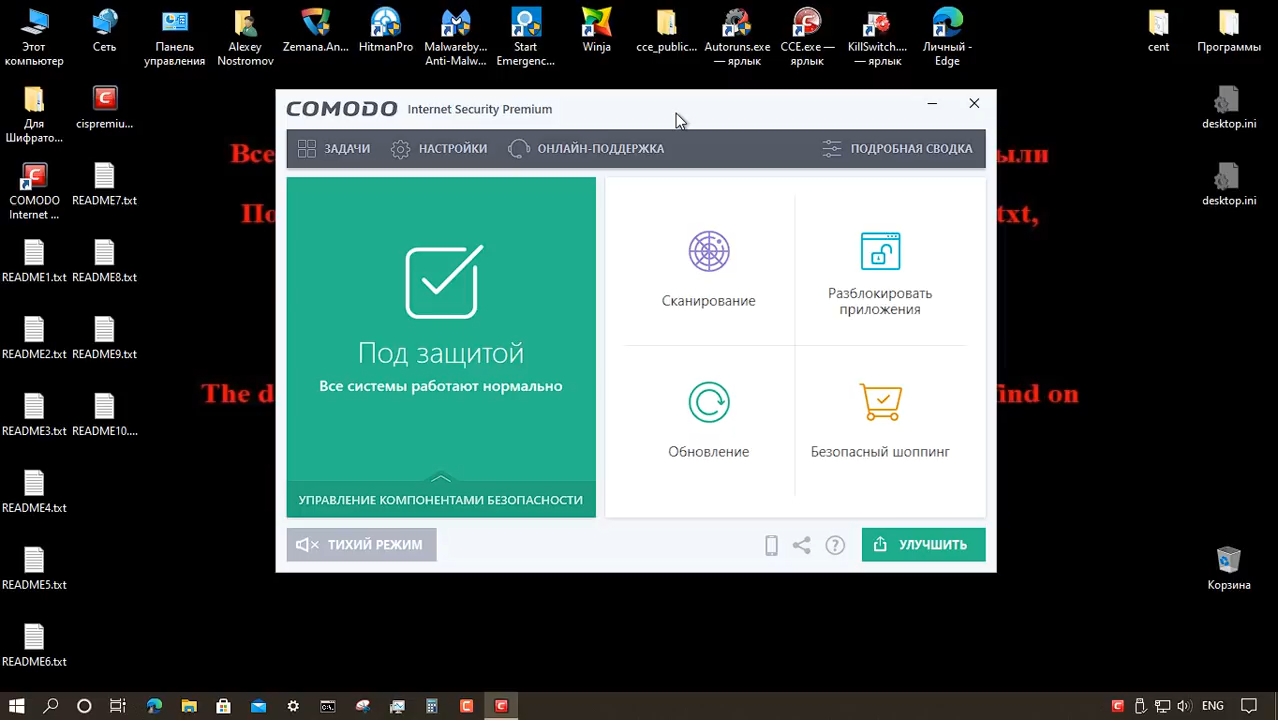 Этот
компьютер
Сеть
Панель
управления
Alexey
Nostromov
Zemana.An...
HitmanPro
Malwareby...
Anti-Malw...
Start
Emergenc...
Winja
cce_public...
Autoruns.exe
— ярлык
CCE.exe —
ярлык
KillSwitch....
— ярлык
Личный -
Edge
cent
Программы
Для
Шифрато...
cispremiu...
desktop.ini
COMODO
Internet ...
README7.txt
desktop.ini
README1.txt
README8.txt
README2.txt
README9.txt
README3.txt
README10....
README4.txt
README5.txt
README6.txt
Корзина
Все
ыли
По
txt,
The d
find on
COMODO Internet Security Premium
ЗАДАЧИ
НАСТРОЙКИ
ОНЛАЙН-ПОДДЕРЖКА
ПОДРОБНАЯ СВОДКА
Под защитой
Все системы работают нормально
УПРАВЛЕНИЕ КОМПОНЕНТАМИ БЕЗОПАСНОСТИ
Сканирование
Разблокировать
приложения
Обновление
Безопасный шоппинг
ТИХИЙ РЕЖИМ
УЛУЧШИТЬ
ENG